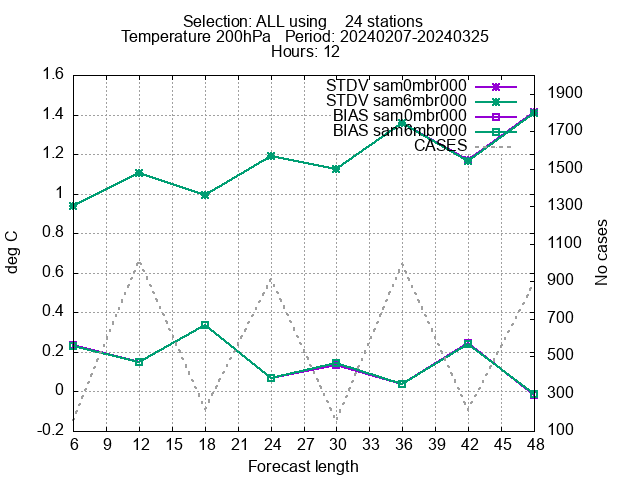 Selection: ALL using    24 stations
Temperature 200hPa   Period: 20240207-20240325
Hours: 12
STDV sam0mbr000
STDV sam6mbr000
BIAS sam0mbr000
BIAS sam6mbr000
CASES
1.6
1.4
1.2
1
0.8
0.6
0.4
0.2
0
-0.2
deg C
1900
1700
1500
1300
1100
900
700
500
300
100
No cases
6 9 12 15 18 21 24 27 30 33 36 39 42 45 48
Forecast length